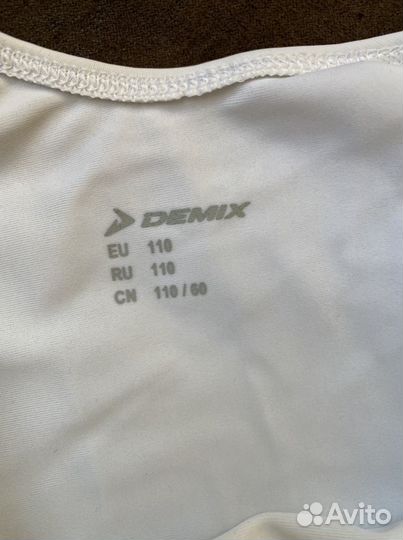 DEMIX
EU 110
RU 110
CN 110 / 60
Avito